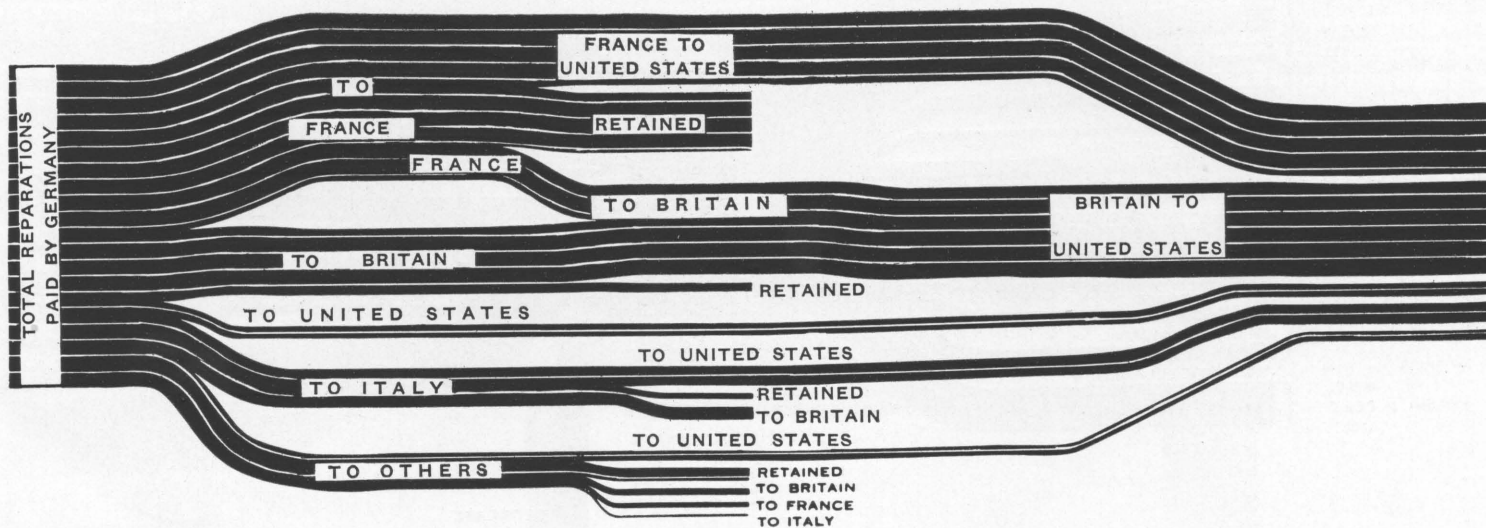 TOTAL REPARATIONS
PAID BY GERMANY
FRANCE TO
UNITED STATES
TO
FRANCE
RETAINED
FRANCE
TO BRITAIN
BRITAIN TO
UNITED STATES
TO BRITAIN
RETAINED
TO UNITED STATES
TO UNITED STATES
TO ITALY
RETAINED
TO BRITAIN
TO UNITED STATES
TO OTHERS
RETAINED
TO BRITAIN
TO FRANCE
TO ITALY